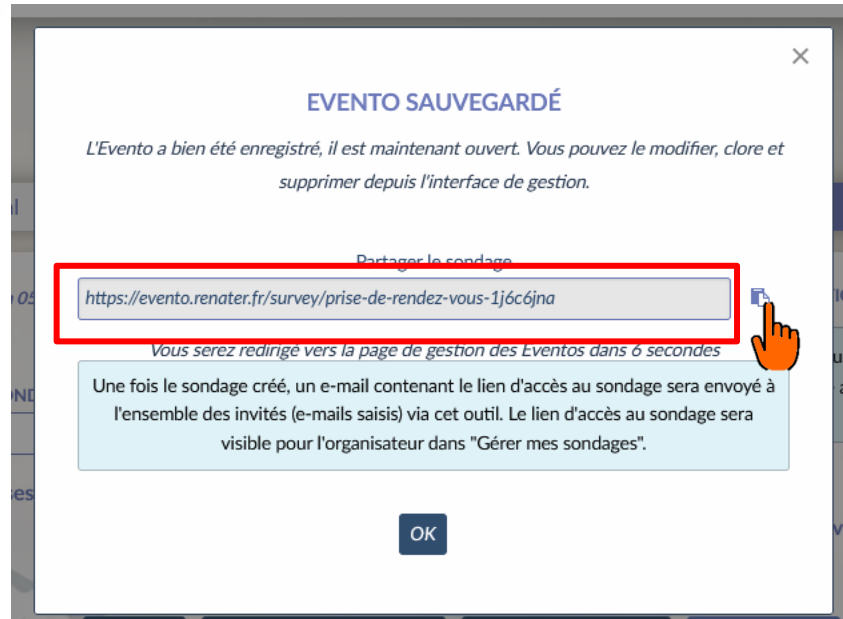 ×
EVENTO SAUVEGARDÉ
L'Evento a bien été enregistré, il est maintenant ouvert. Vous pouvez le modifier, clore et
supprimer depuis l'interface de gestion.
Partager le sondage
https://evento.renater.fr/survey/prise-de-rendez-vous-1j6c6jna
Vous serez redirigé vers la page de gestion des Eventos dans 6 secondes
Une fois le sondage créé, un e-mail contenant le lien d'accès au sondage sera envoyé à
l'ensemble des invités (e-mails saisis) via cet outil. Le lien d'accès au sondage sera
visible pour l'organisateur dans "Gérer mes sondages".
OK